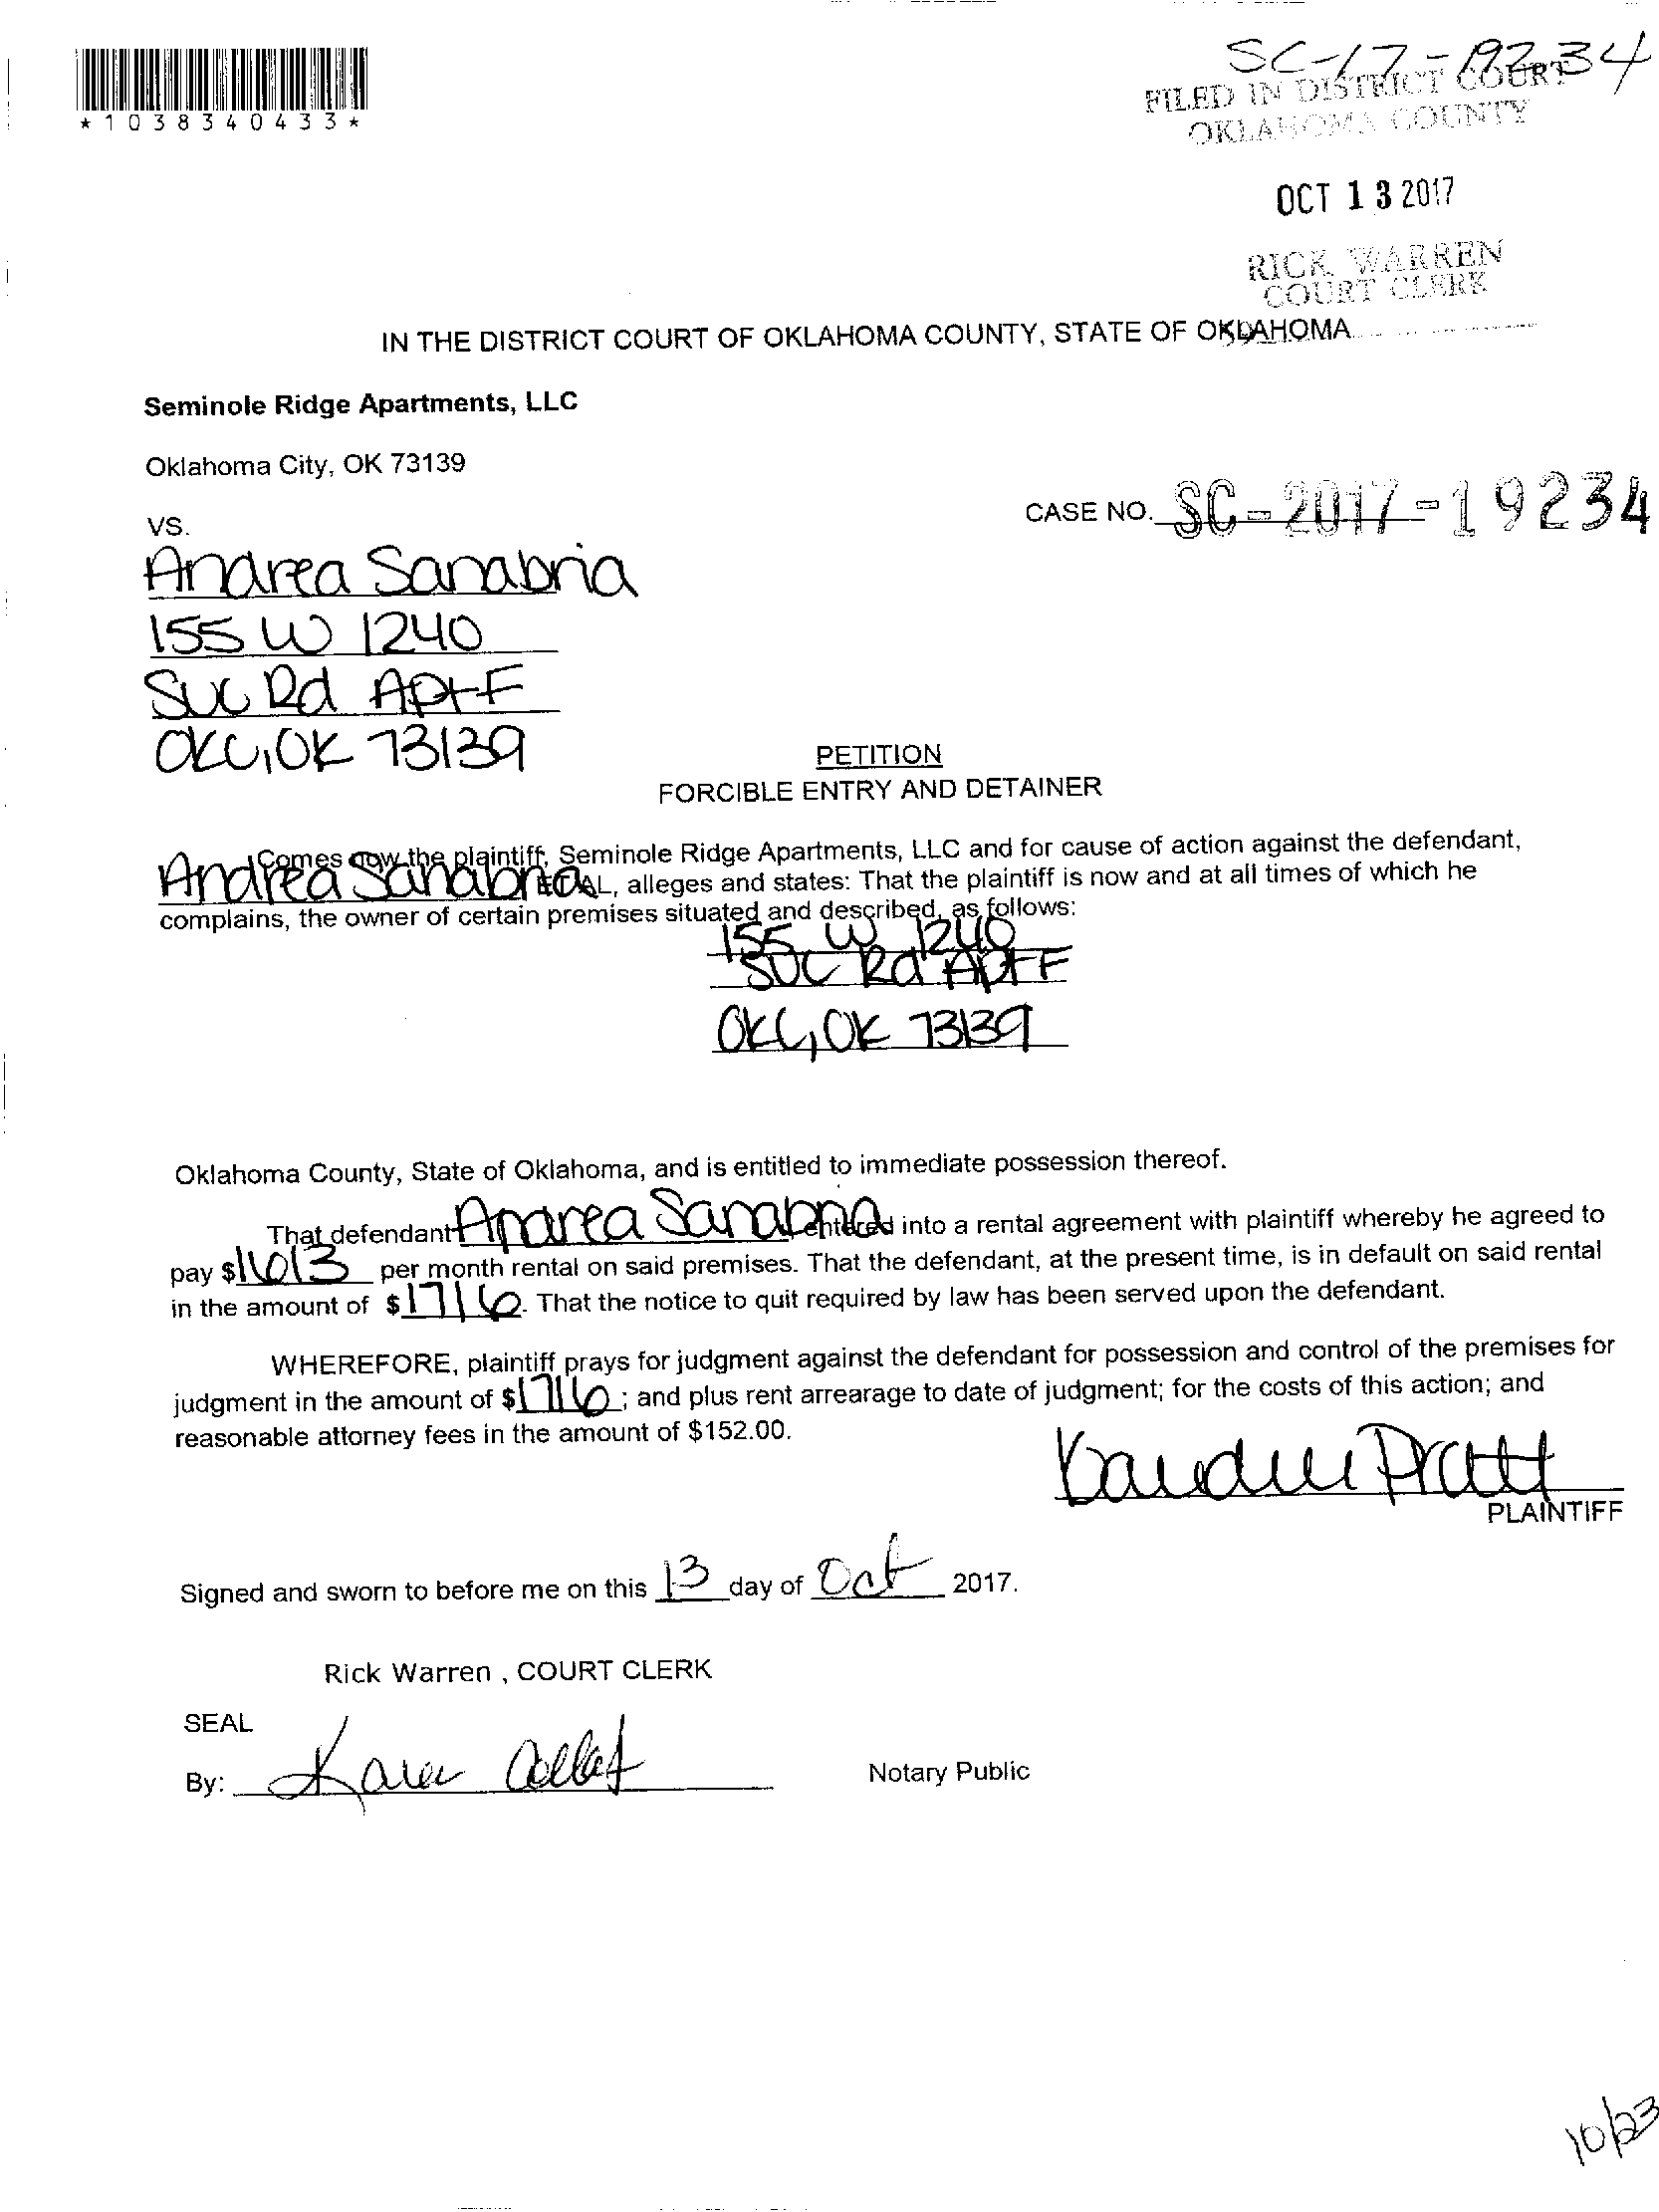 SC-17-19234
FILED IN DISTRICT COURT
OKLAHOMA COUNTY
*1038340433*
OCT 13 2017
RICK WARREN
COURT CLERK
IN THE DISTRICT COURT OF OKLAHOMA COUNTY, STATE OF OKLAHOMA
Seminole Ridge Apartments, LLC
Oklahoma City, OK 73139
CASE NO. SC-2017-19234
VS.
Andrea Sanabria
155 W 1240
SVC Rd Apt F
OKC, OK 73139
PETITION
FORCIBLE ENTRY AND DETAINER
Comes now the plaintiff, Seminole Ridge Apartments, LLC and for cause of action against the defendant,
Andrea Sanabria ET AL, alleges and states: That the plaintiff is now and at all times of which he
complains, the owner of certain premises situated and described, as follows:
155 W 1240
SVC Rd Apt F
OKC, OK 73139
Oklahoma County, State of Oklahoma, and is entitled to immediate possession thereof.
That defendant Andrea Sanabria entered into a rental agreement with plaintiff whereby he agreed to
pay $1613 per month rental on said premises. That the defendant, at the present time, is in default on said rental
in the amount of $1716. That the notice to quit required by law has been served upon the defendant.
WHEREFORE, plaintiff prays for judgment against the defendant for possession and control of the premises for
judgment in the amount of $1716; and plus rent arrearage to date of judgment; for the costs of this action; and
reasonable attorney fees in the amount of $152.00.
Pratt
PLAINTIFF
Signed and sworn to before me on this 13 day of Oct 2017.
Rick Warren , COURT CLERK
SEAL
By: Karen
Notary Public
10/23